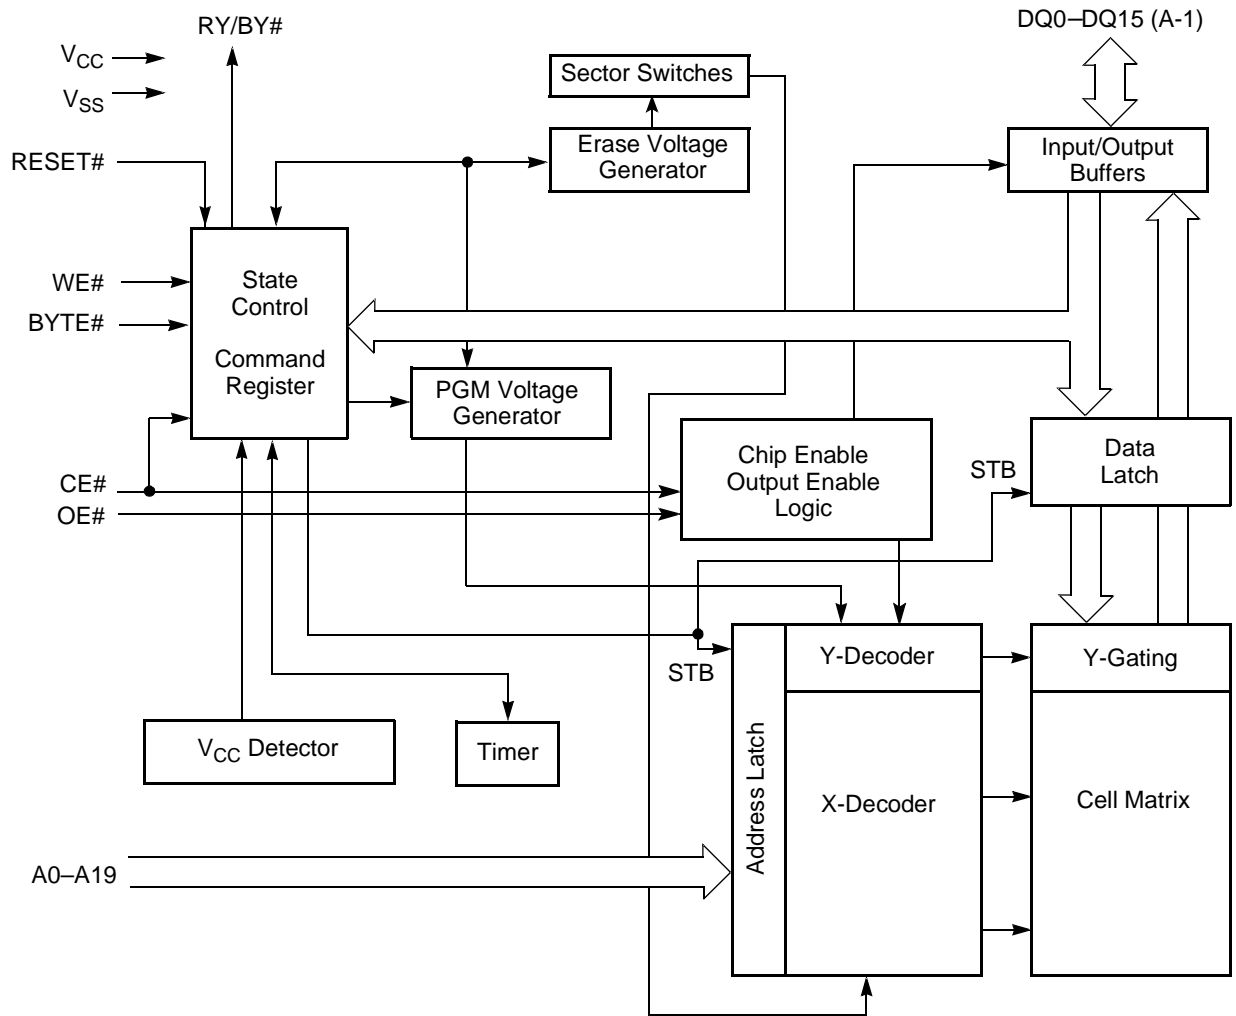 RY/BY#
DQ0–DQ15 (A-1)
VCC
VSS
Sector Switches
RESET#
Erase Voltage
Generator
Input/Output
Buffers
WE#
BYTE#
State
Control
Command
Register
PGM Voltage
Generator
CE#
OE#
Chip Enable
Output Enable
Logic
STB
Data
Latch
STB
Y-Decoder
Y-Gating
VCC Detector
Timer
Address Latch
X-Decoder
Cell Matrix
A0–A19